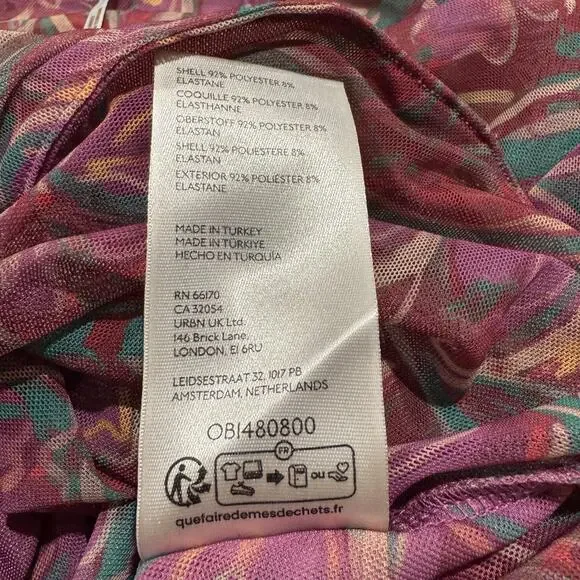 SHELL 92% POLYESTER 8%
ELASTANE
COQUILLE 92% POLYESTER 8%
ELASTHANNE
OBERSTOFF 92% POLYESTER 8%
ELASTAN
SHELL 92% POLIESTERE 8%
ELASTAN
EXTERIOR 92% POLIÉSTER 8%
ELASTANE
MADE IN TURKEY
MADE IN TÜRKIYE
HECHO EN TURQUÍA
RN 66170
CA 32054
URBN UK Ltd.
146 Brick Lane,
LONDON, E1 6RU
LEIDSESTRAAT 32, 1017 PB
AMSTERDAM, NETHERLANDS
OB1480800
FR
OU
quefairedemesdechets.fr